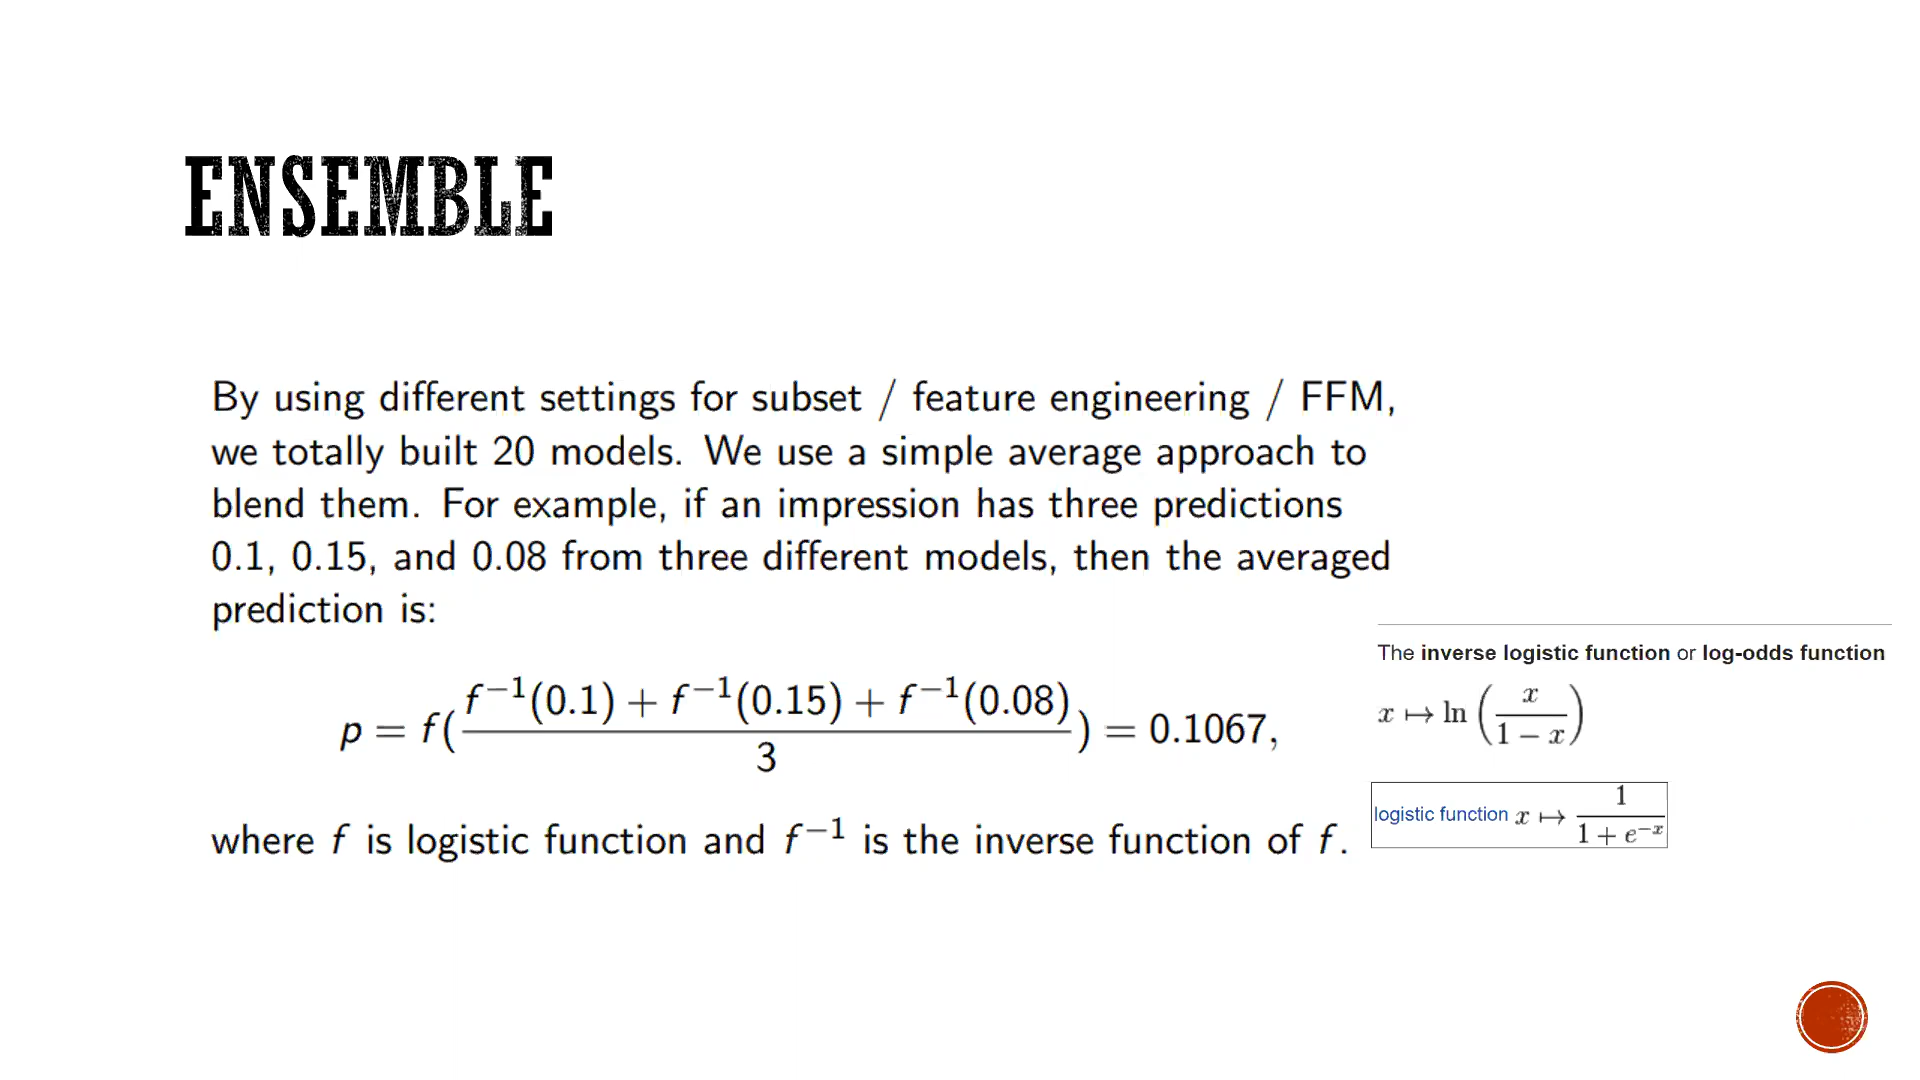 ENSEMBLE
By using different settings for subset / feature engineering / FFM,
we totally built 20 models. We use a simple average approach to
blend them. For example, if an impression has three predictions
0.1, 0.15, and 0.08 from three different models, then the averaged
prediction is:
p = f( \frac{f^{-1}(0.1) + f^{-1}(0.15) + f^{-1}(0.08)}{3} ) = 0.1067,
where f is logistic function and f^{-1} is the inverse function of f.
The inverse logistic function or log-odds function
x ↦ ln ( \frac{x}{1 − x} )
logistic function x ↦ \frac{1}{1 + e^{-x}}